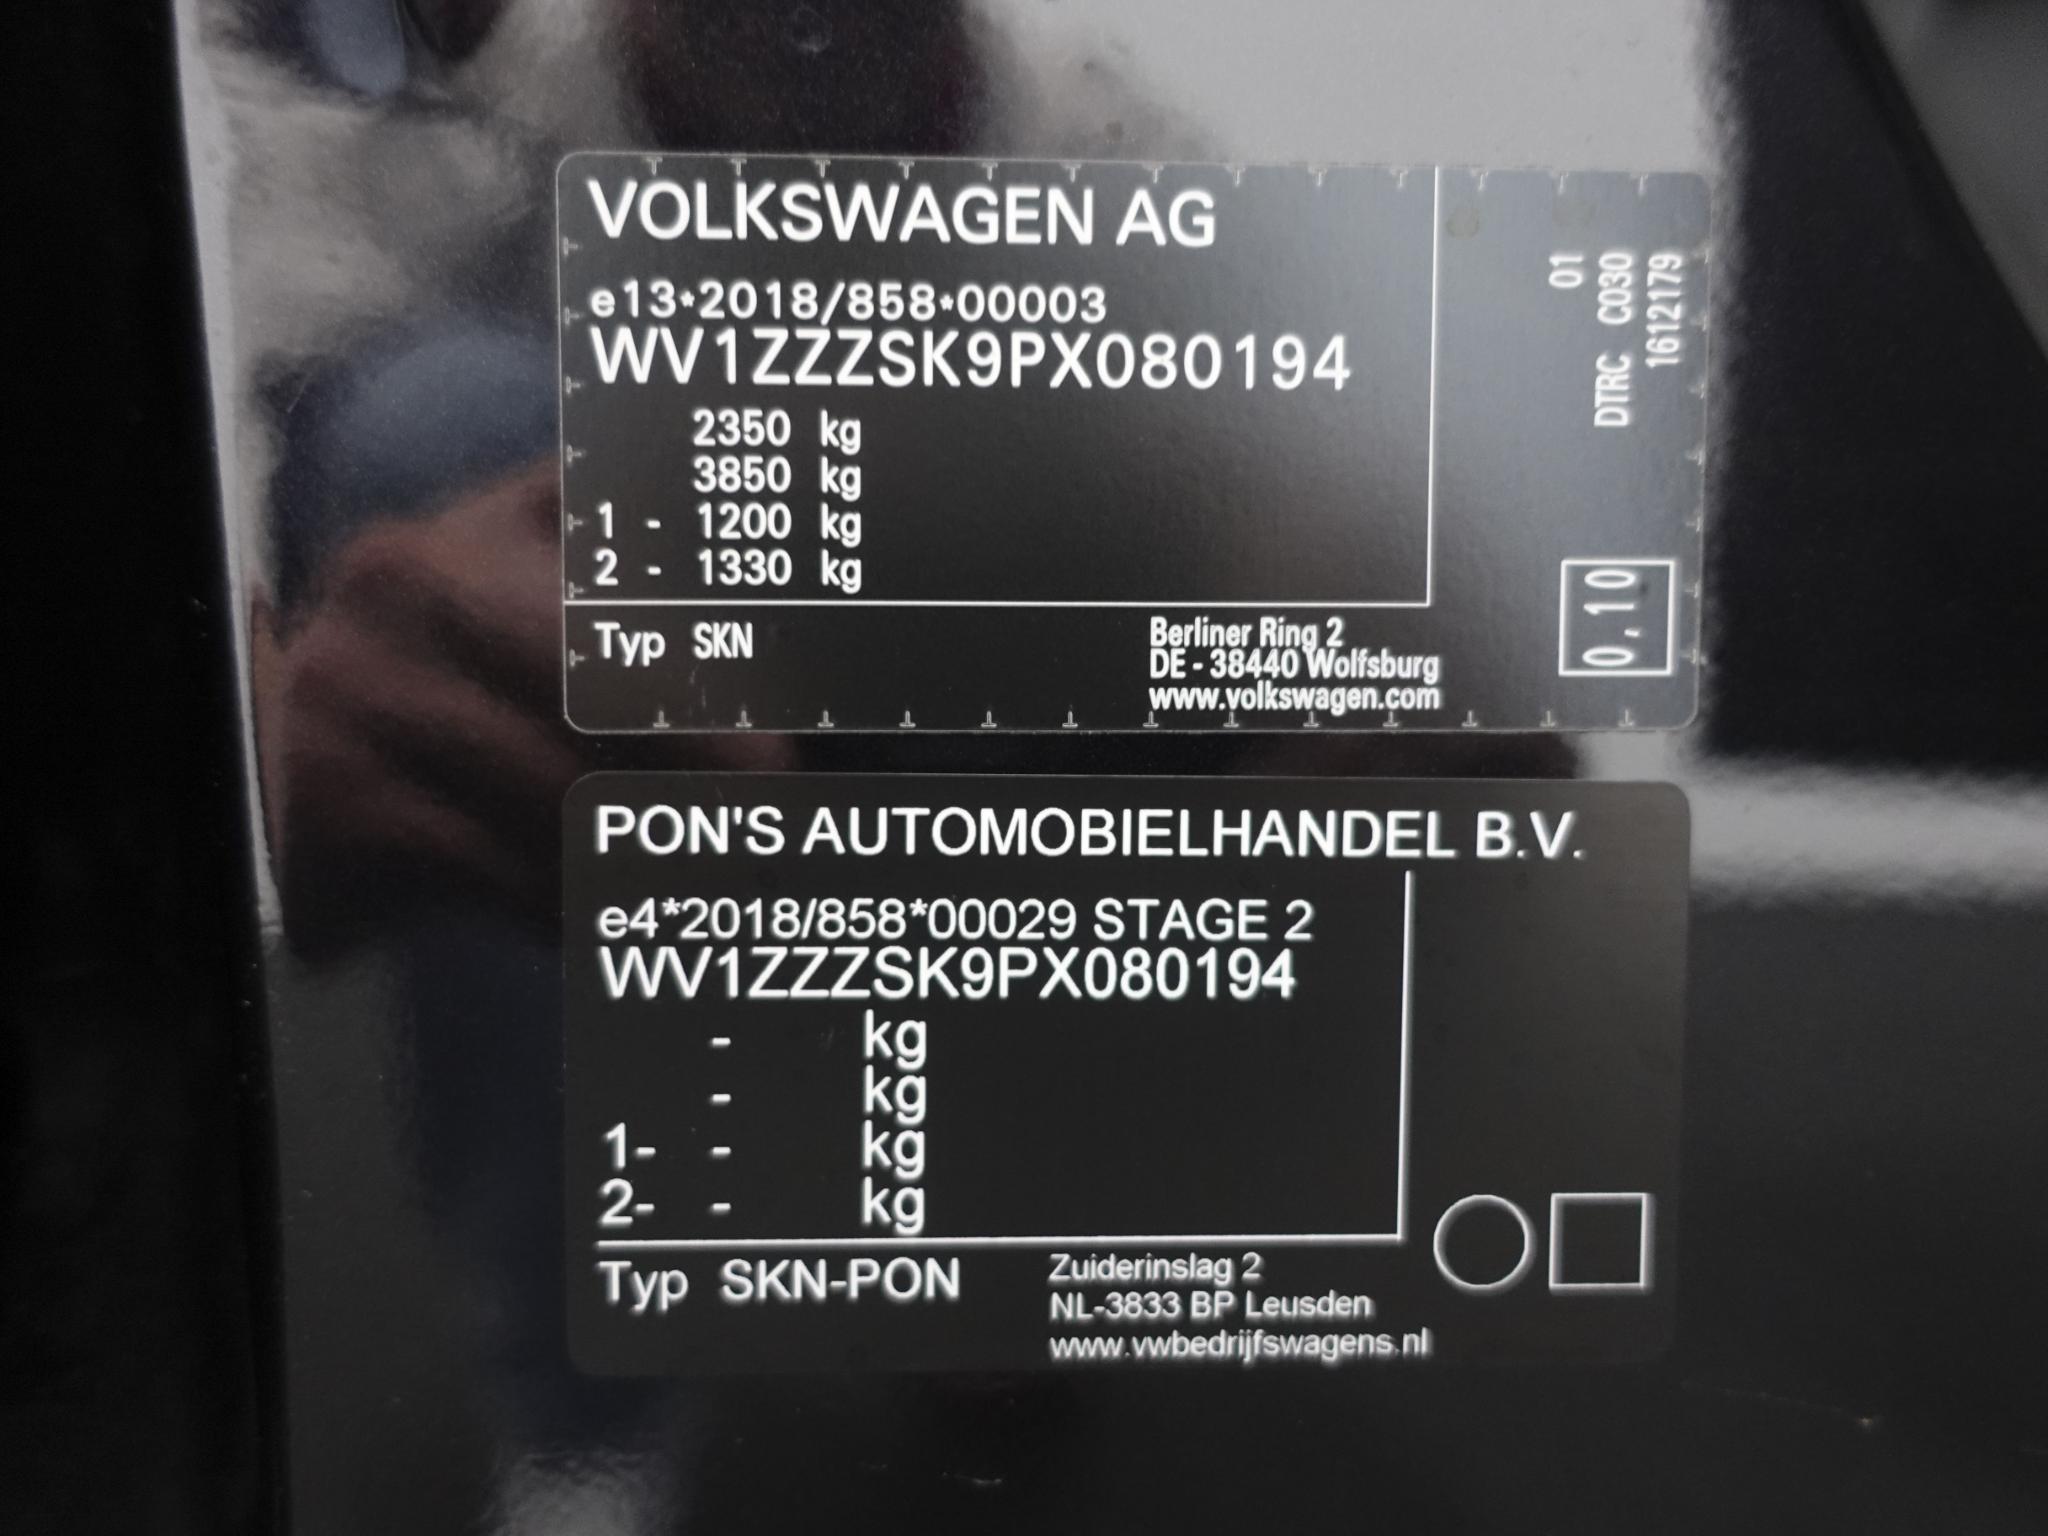 VOLKSWAGEN AG
e13*2018/858*00003
WV1ZZZSK9PX080194
2350 kg
3850 kg
1 - 1200 kg
2 - 1330 kg
Typ SKN
Berliner Ring 2
DE - 38440 Wolfsburg
www.volkswagen.com
01
DTRC C030
1612179
0,10
PON'S AUTOMOBIELHANDEL B.V.
e4*2018/858*00029 STAGE 2
WV1ZZZSK9PX080194
- kg
- kg
1- - kg
2- - kg
Typ SKN-PON
Zuiderinslag 2
NL-3833 BP Leusden
www.vwbedrijfswagens.nl